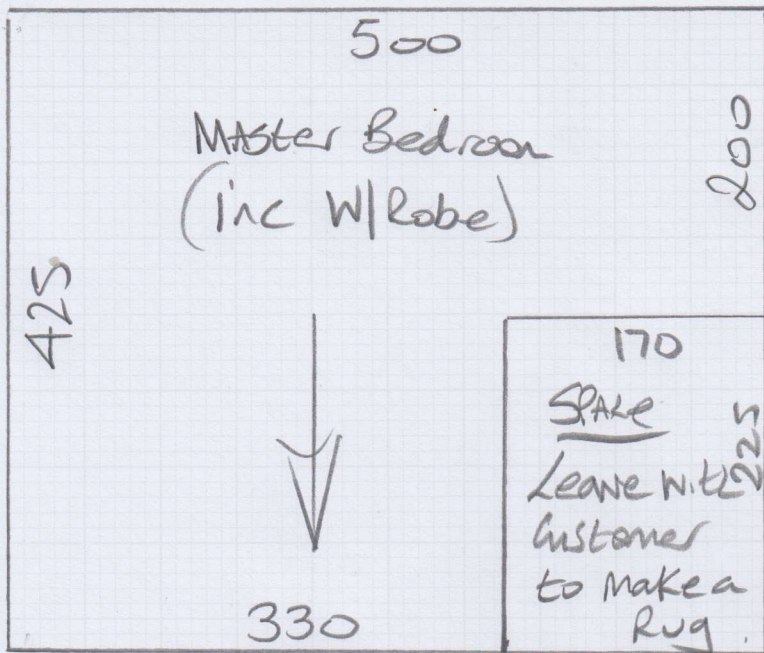 500
MASter Bedroom
(inc W/Robe)
200
425
170
SPARE
225
Leave with
Customer
to make a
Rug.
330